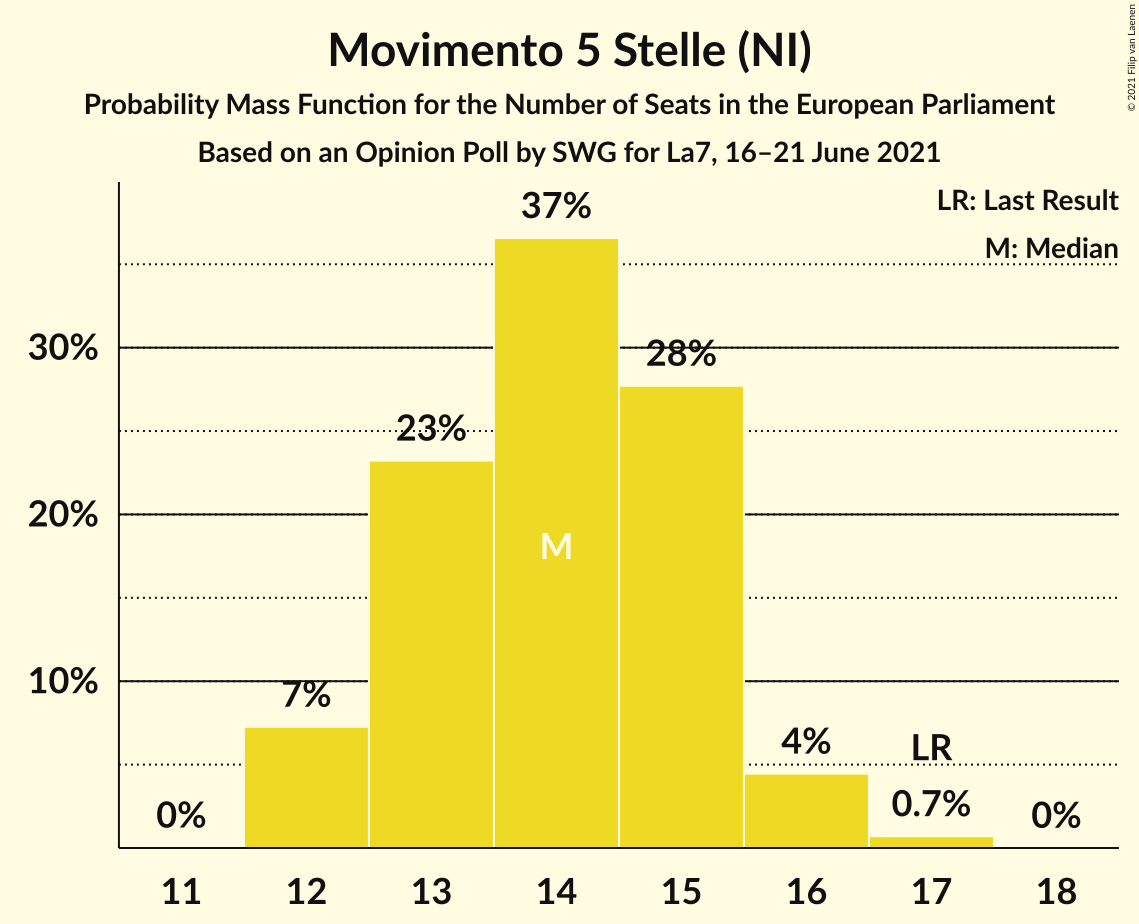 Movimento 5 Stelle (NI)
Probability Mass Function for the Number of Seats in the European Parliament
Based on an Opinion Poll by SWG for La7, 16–21 June 2021
© 2021 Filip van Laenen
LR: Last Result
M: Median
37%
30%
28%
23%
20%
M
10%
7%
4%
LR
0%
0.7%
0%
11 12 13 14 15 16 17 18